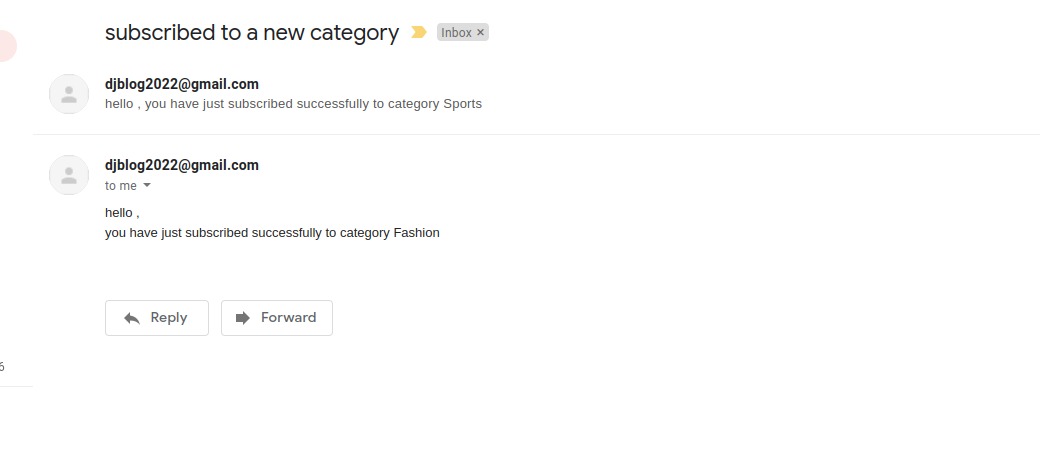 subscribed to a new category
Inbox ×
djblog2022@gmail.com
hello , you have just subscribed successfully to category Sports
djblog2022@gmail.com
to me
hello ,
you have just subscribed successfully to category Fashion
Reply
Forward
6